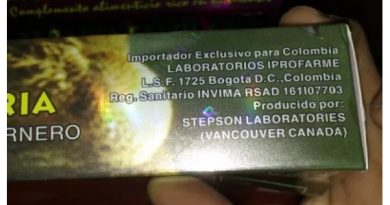 Complemento alimenticio rico en
Importador Exclusivo para Colombia
LABORATORIOS IPROFARME
L.S.F. 1725 Bogota D.C.,Colombia
Reg. Sanitario INVIMA RSAD 161I07703
Producido por:
STEPSON LABORATORIES
(VANCOUVER CANADA)
RIA
RNERO